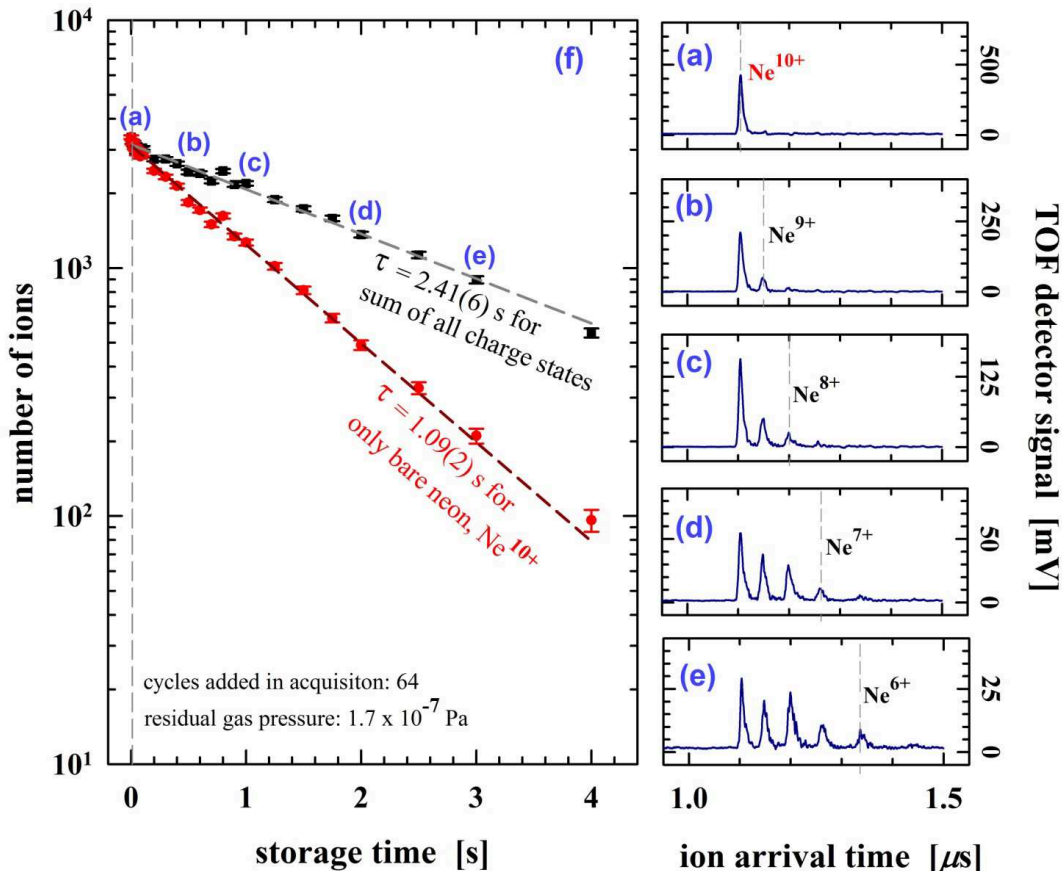 10⁴
10³
10²
10¹
number of ions
0
1
2
3
4
storage time [s]
(f)
(a)
(b)
(c)
(d)
(e)
τ = 2.41(6) s for
sum of all charge states
τ = 1.09(2) s for
only bare neon, Ne¹⁰⁺
cycles added in acquisiton: 64
residual gas pressure: 1.7 x 10⁻⁷ Pa
(a)
Ne¹⁰⁺
500
0
(b)
Ne⁹⁺
250
0
(c)
Ne⁸⁺
125
0
(d)
Ne⁷⁺
50
0
(e)
Ne⁶⁺
25
0
1.0
1.5
ion arrival time [µs]
TOF detector signal [mV]